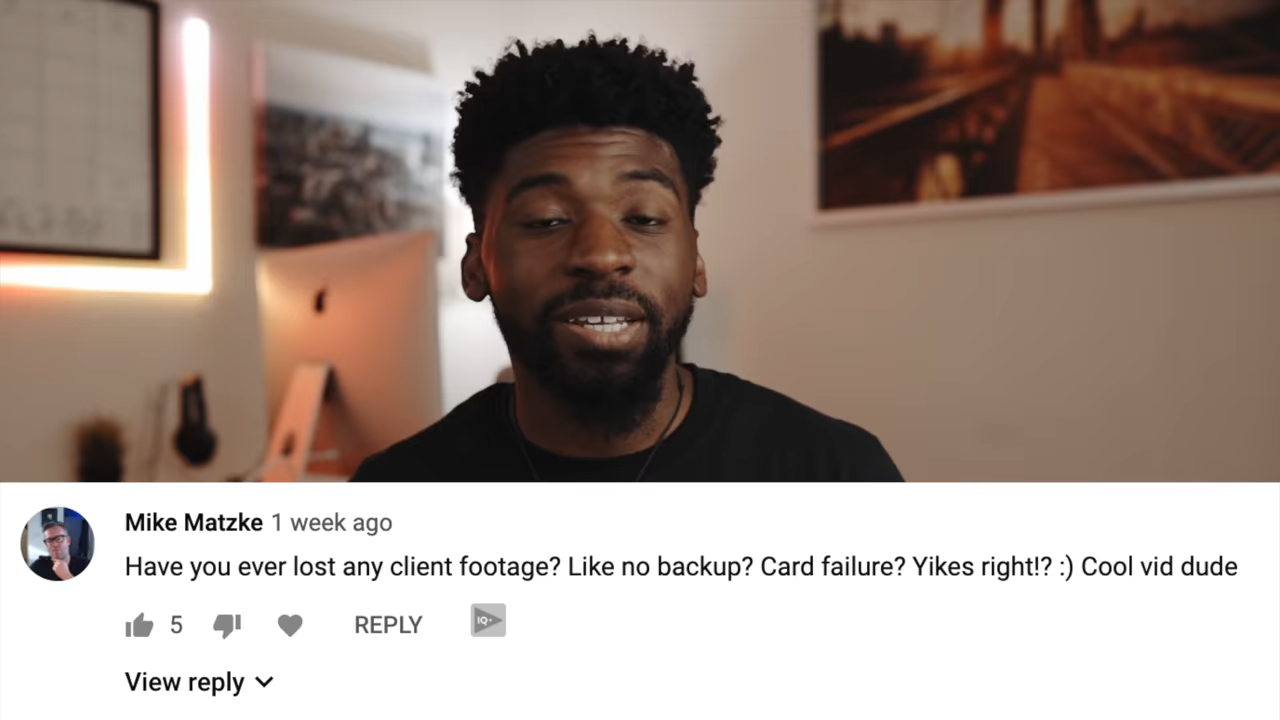 Mike Matzke 1 week ago
Have you ever lost any client footage? Like no backup? Card failure? Yikes right!? :) Cool vid dude
5 REPLY IQ
View reply